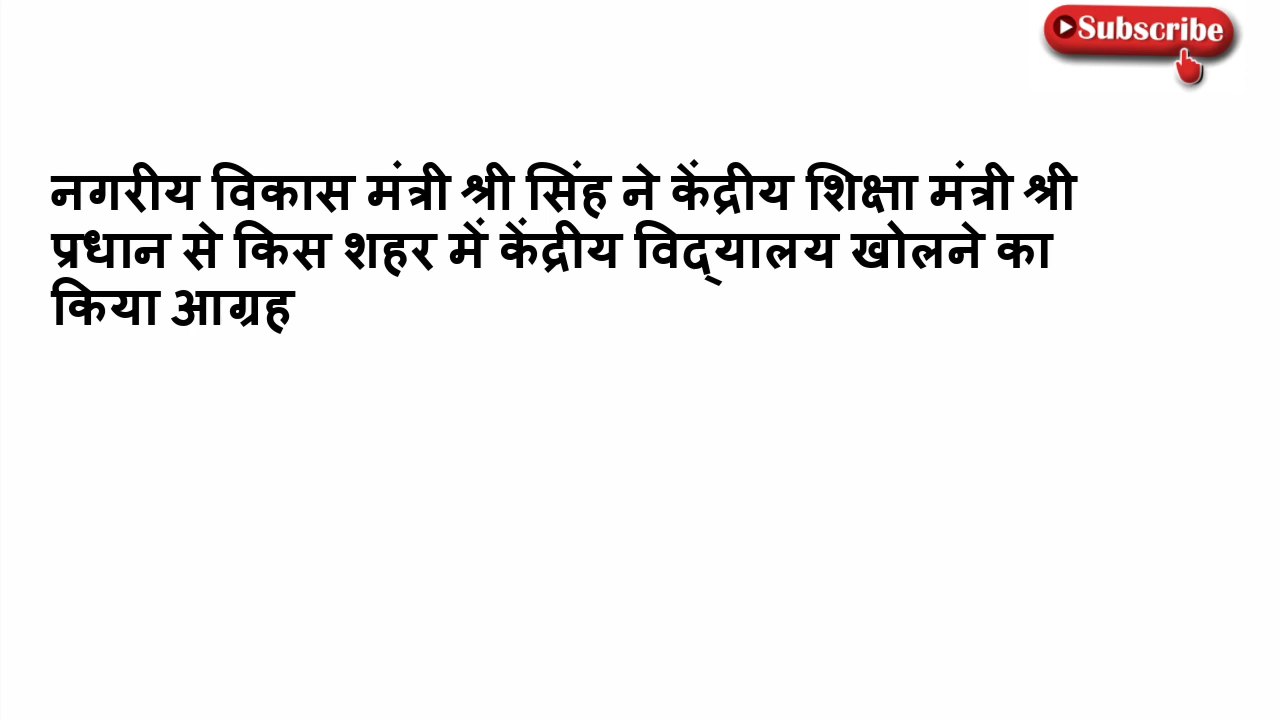 Subscribe
नगरीय विकास मंत्री श्री सिंह ने केंद्रीय शिक्षा मंत्री श्री
प्रधान से किस शहर में केंद्रीय विद्यालय खोलने का
किया आग्रह